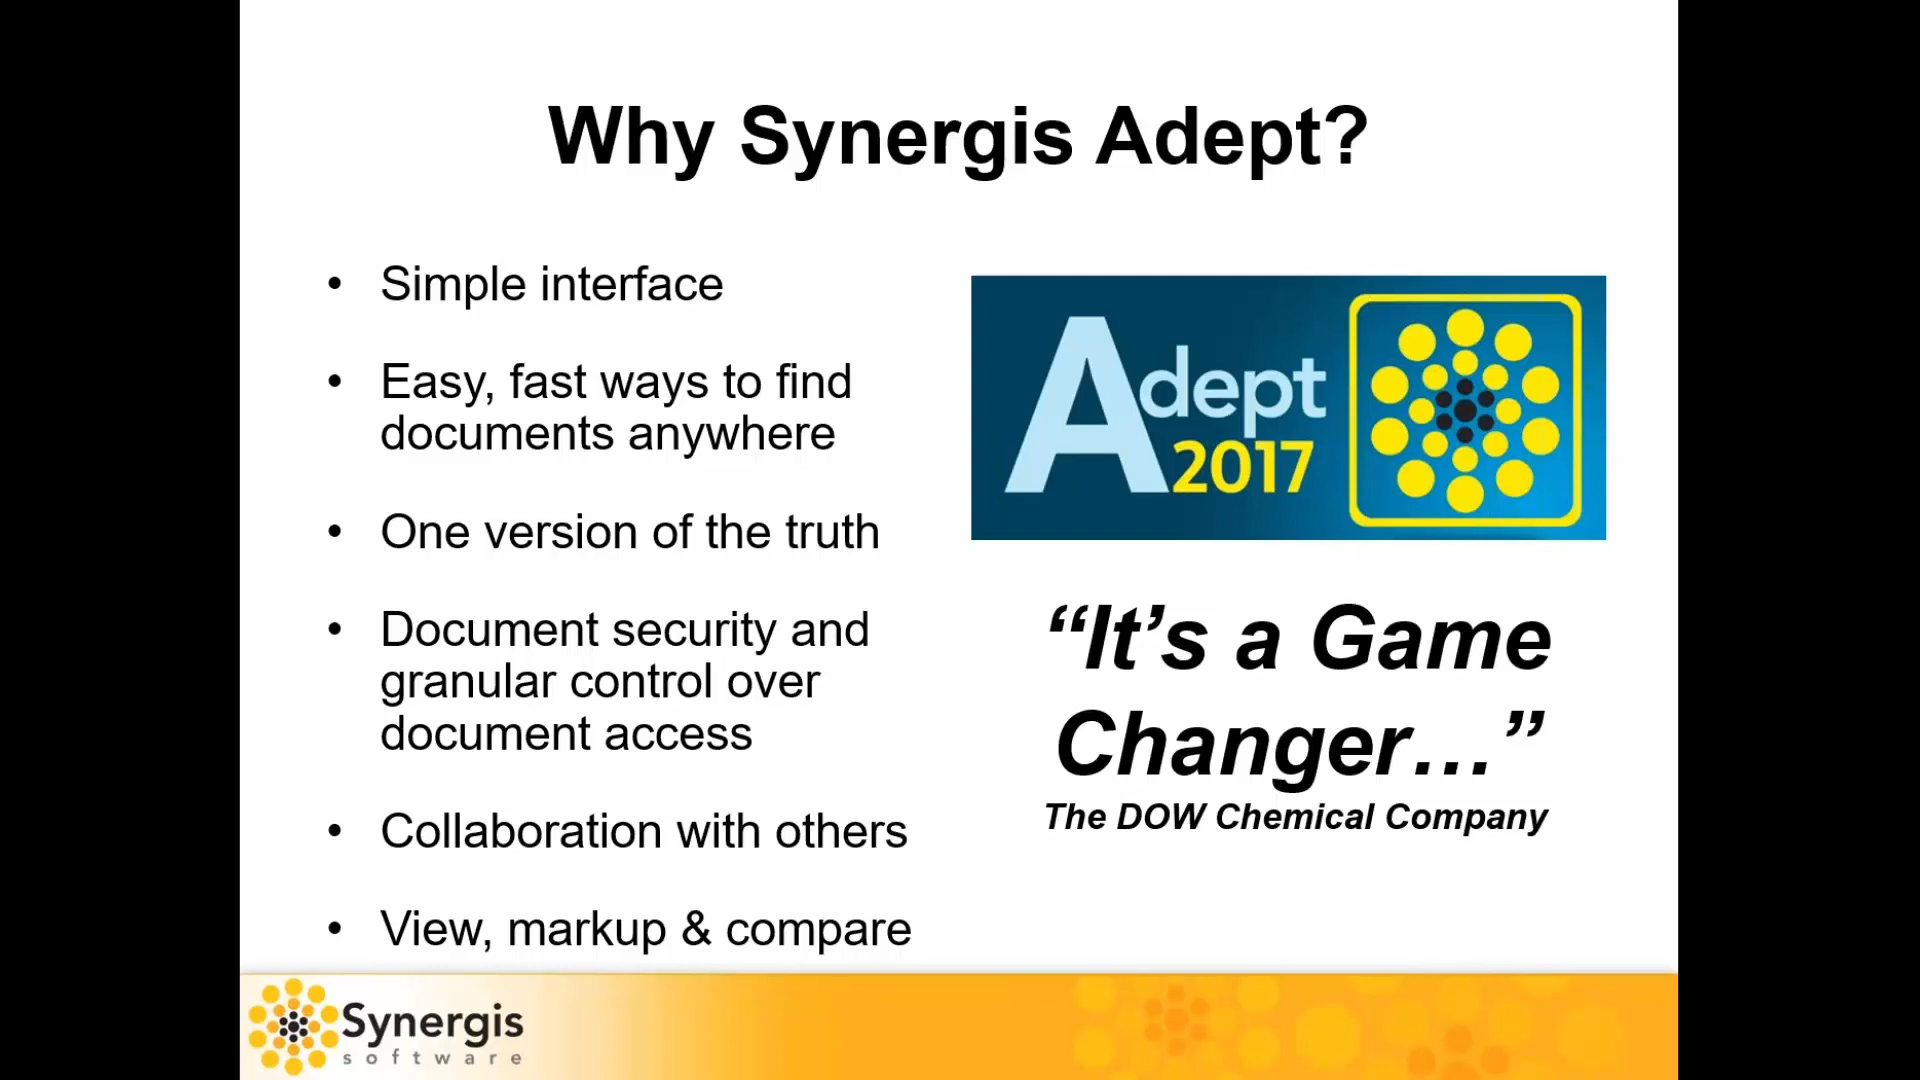 Why Synergis Adept?
• Simple interface
• Easy, fast ways to find
documents anywhere
• One version of the truth
• Document security and
granular control over
document access
• Collaboration with others
• View, markup & compare
Adept
2017
“It’s a Game
Changer…”
The DOW Chemical Company
Synergis
software